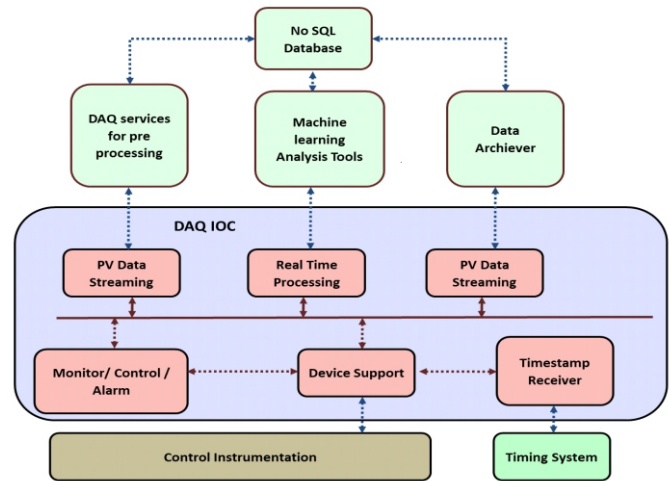 No SQL
Database
DAQ services
for pre
processing
Machine
learning
Analysis Tools
Data
Archiever
DAQ IOC
PV Data
Streaming
Real Time
Processing
PV Data
Streaming
Monitor/ Control /
Alarm
Device Support
Timestamp
Receiver
Control Instrumentation
Timing System